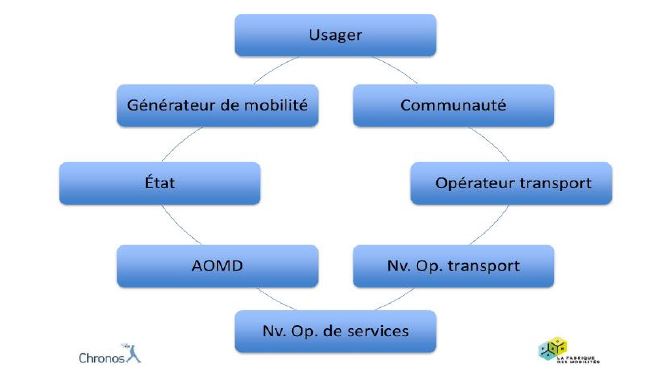 Usager
Générateur de mobilité
Communauté
État
Opérateur transport
AOMD
Nv. Op. transport
Nv. Op. de services
Chronos
LA FABRIQUE
DES MOBILITÉS